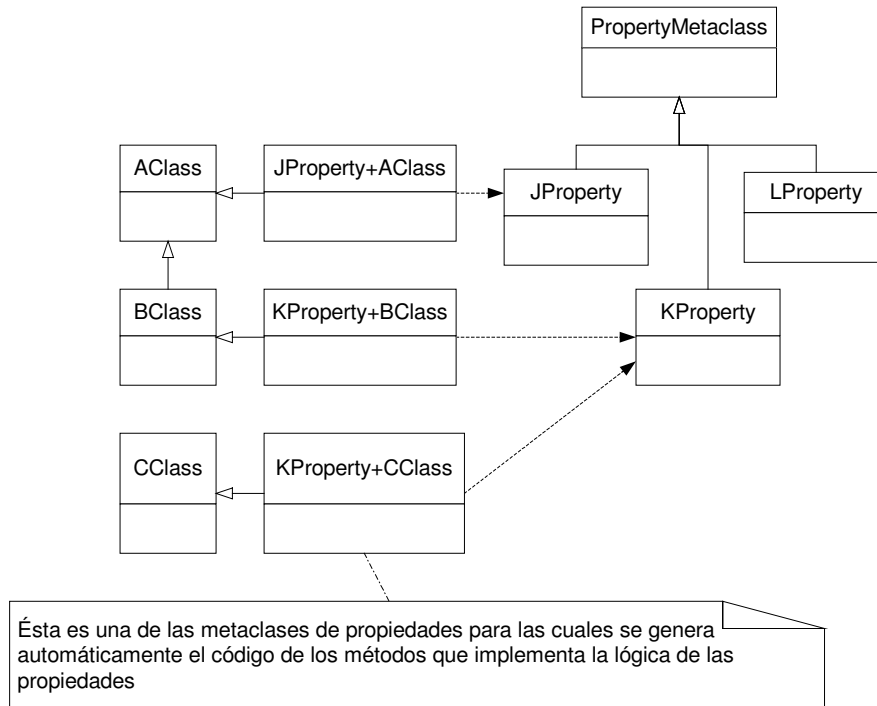 PropertyMetaclass
AClass
JProperty+AClass
JProperty
LProperty
BClass
KProperty+BClass
KProperty
CClass
KProperty+CClass
Ésta es una de las metaclases de propiedades para las cuales se genera
automáticamente el código de los métodos que implementa la lógica de las
propiedades